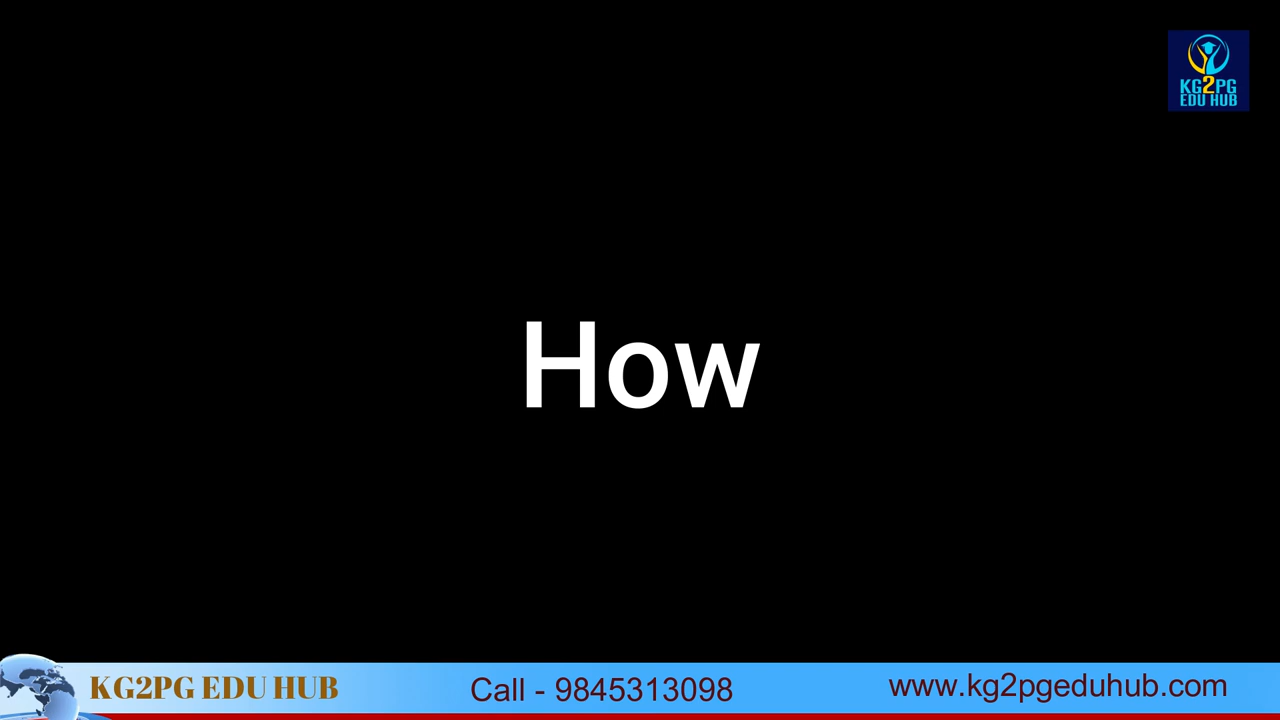 KG2PG
EDU HUB
How
KG2PG EDU HUB
Call - 9845313098
www.kg2pgeduhub.com